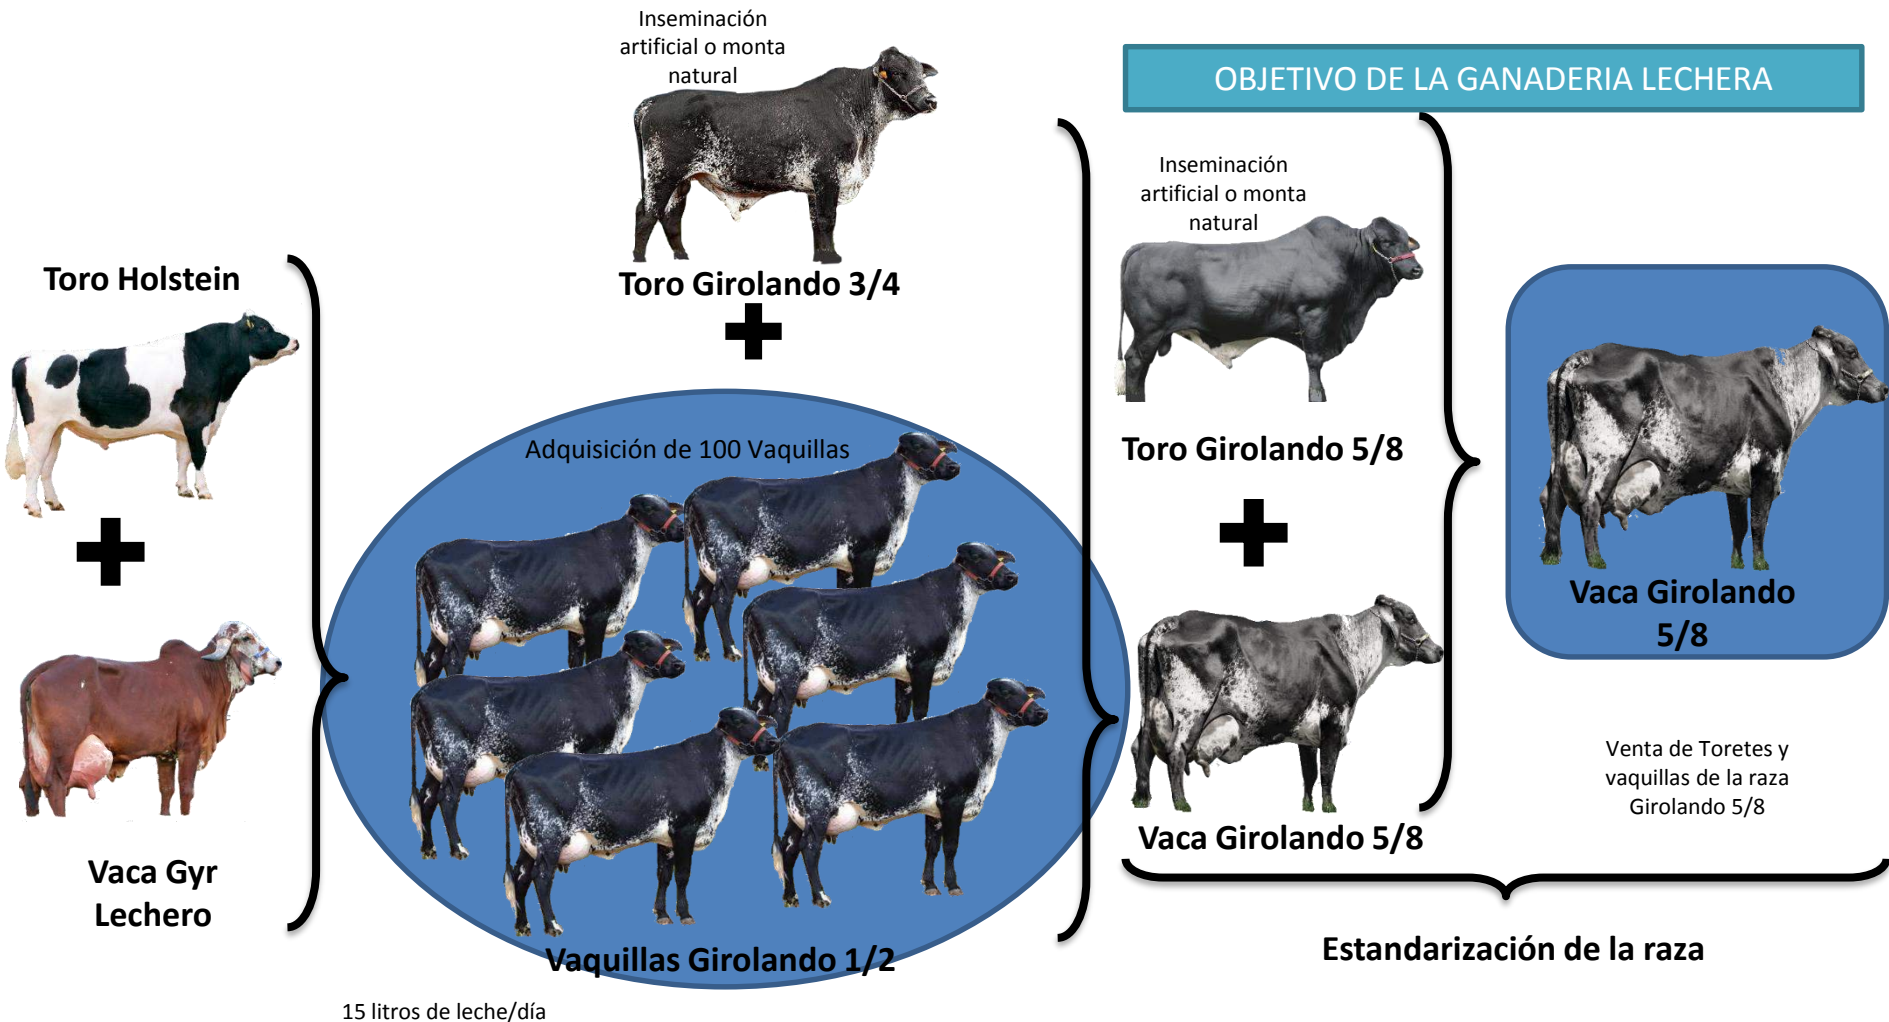 Inseminación
artificial o monta
natural
OBJETIVO DE LA GANADERIA LECHERA
Inseminación
artificial o monta
natural
Toro Holstein
Toro Girolando 3/4
Adquisición de 100 Vaquillas
Toro Girolando 5/8
Vaca Girolando
5/8
Venta de Toretes y
vaquillas de la raza
Girolando 5/8
Vaca Girolando 5/8
Vaca Gyr
Lechero
Vaquillas Girolando 1/2
Estandarización de la raza
15 litros de leche/día